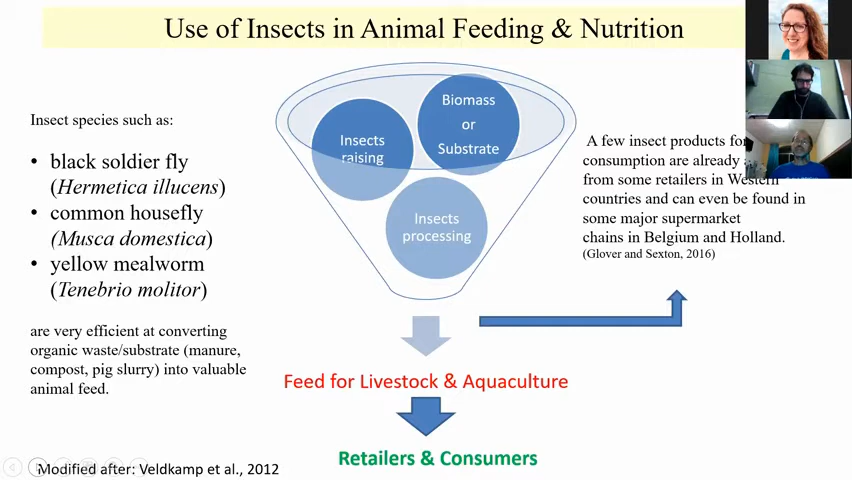 Use of Insects in Animal Feeding & Nutrition
Insect species such as:
• black soldier fly
(Hermetica illucens)
• common housefly
(Musca domestica)
• yellow mealworm
(Tenebrio molitor)
are very efficient at converting
organic waste/substrate (manure,
compost, pig slurry) into valuable
animal feed.
Insects
raising
Biomass
or
Substrate
Insects
processing
A few insect products for
consumption are already
from some retailers in Western
countries and can even be found in
some major supermarket
chains in Belgium and Holland.
(Glover and Sexton, 2016)
Feed for Livestock & Aquaculture
Retailers & Consumers
Modified after: Veldkamp et al., 2012